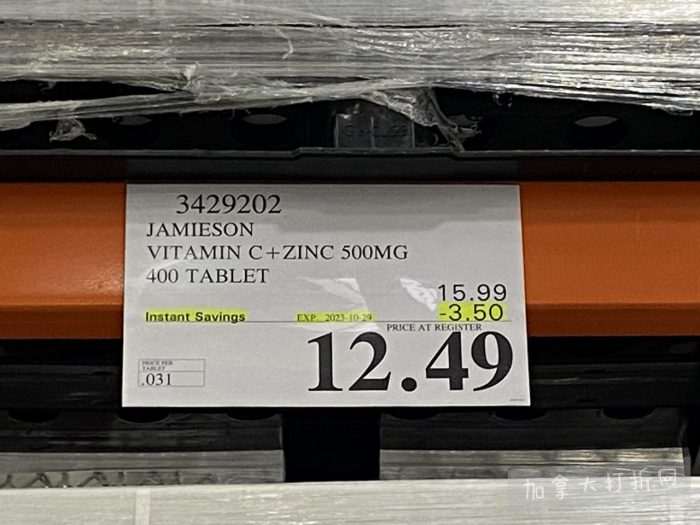 3429202
JAMIESON
VITAMIN C+ZINC 500MG
400 TABLET
15.99
Instant Savings EXP. 2023-10-29 -3.50
PRICE AT REGISTER
12.49
PRICE PER
TABLET
.031
加拿大打折网